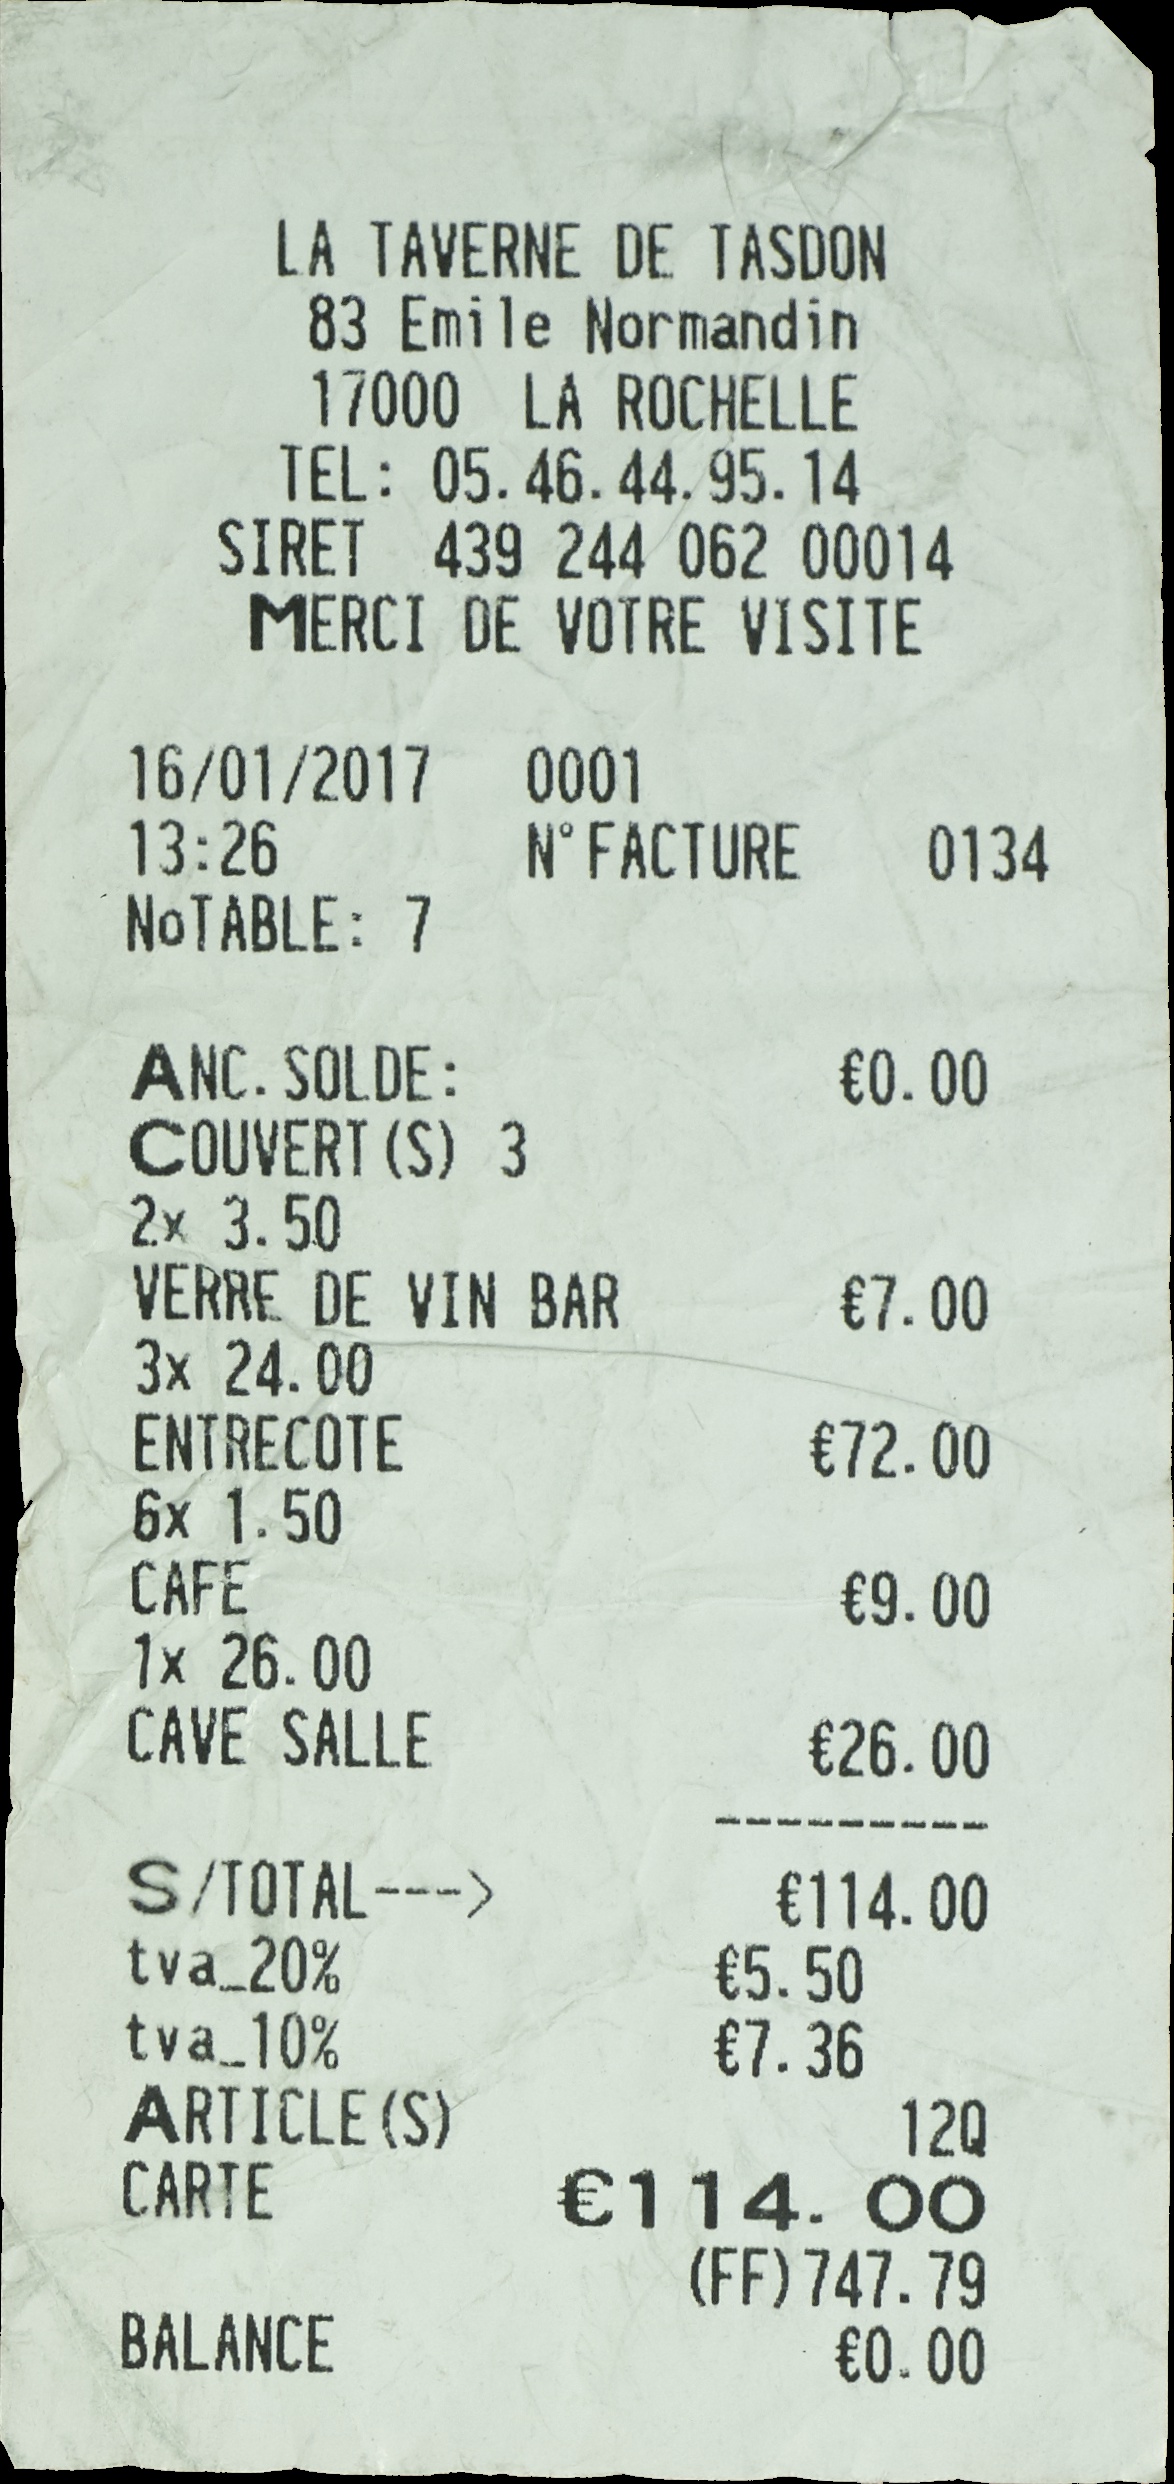 LA TAVERNE DE TASDON
83 Emile Normandin
17000 LA ROCHELLE
TEL: 05.46.44.95.14
SIRET 439 244 062 00014
MERCI DE VOTRE VISITE
16/01/2017 0001
13:26 N°FACTURE 0134
NoTABLE: 7
ANC.SOLDE: €0.00
COUVERT(S) 3
2x 3.50
VERRE DE VIN BAR €7.00
3x 24.00
ENTRECOTE €72.00
6x 1.50
CAFE €9.00
1x 26.00
CAVE SALLE €26.00
---------
S/TOTAL---> €114.00
tva_20% €5.50
tva_10% €7.36
ARTICLE(S) 12Q
CARTE €114.00
(FF)747.79
BALANCE €0.00